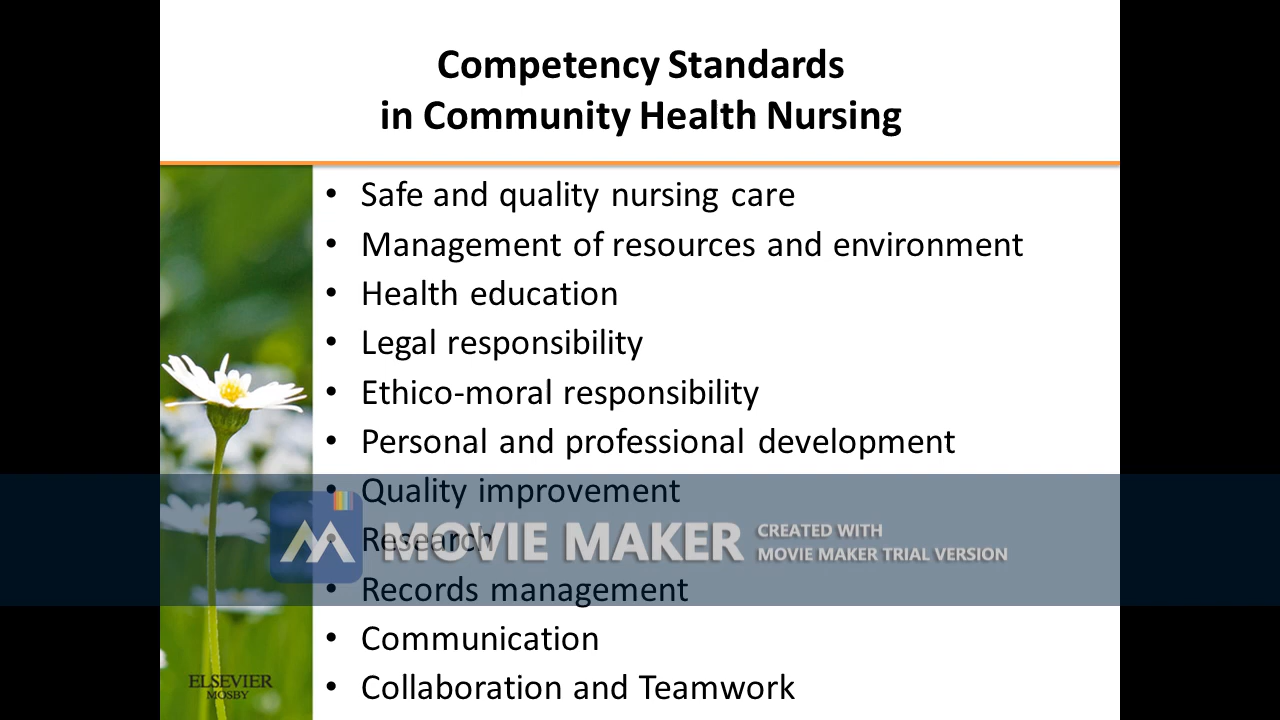 Competency Standards
in Community Health Nursing
• Safe and quality nursing care
• Management of resources and environment
• Health education
• Legal responsibility
• Ethico-moral responsibility
• Personal and professional development
• Quality improvement
• Research
• Records management
• Communication
• Collaboration and Teamwork
MOVIE MAKER
CREATED WITH
MOVIE MAKER TRIAL VERSION
ELSEVIER
MOSBY